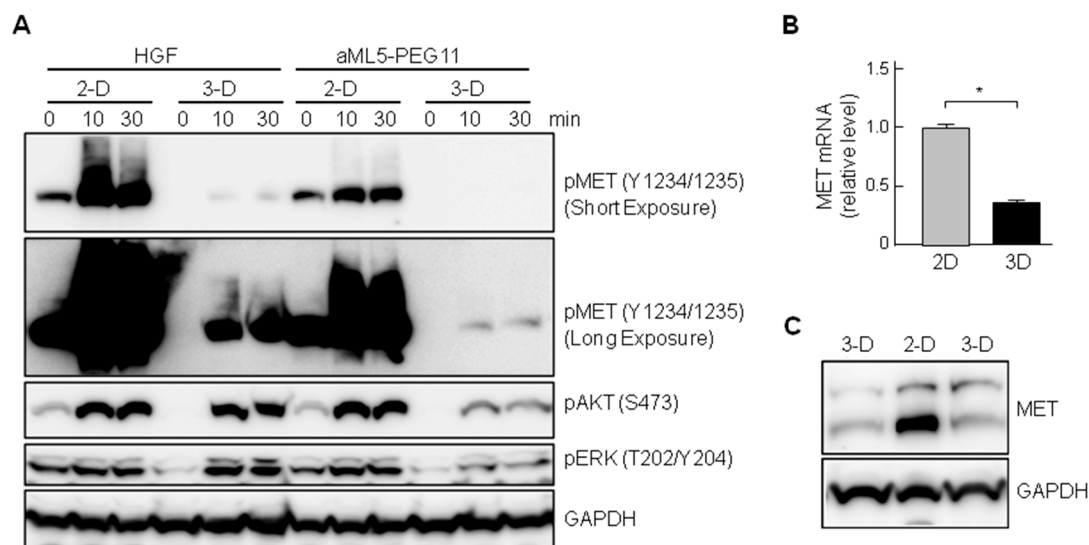 A
HGF aML5-PEG11
2-D 3-D 2-D 3-D
0 10 30 0 10 30 0 10 30 0 10 30 min
pMET (Y1234/1235)
(Short Exposure)
pMET (Y1234/1235)
(Long Exposure)
pAKT (S473)
pERK (T202/Y204)
GAPDH
B
MET mRNA
(relative level)
1.5
1.0
0.5
0
*
2D 3D
C
3-D 2-D 3-D
MET
GAPDH